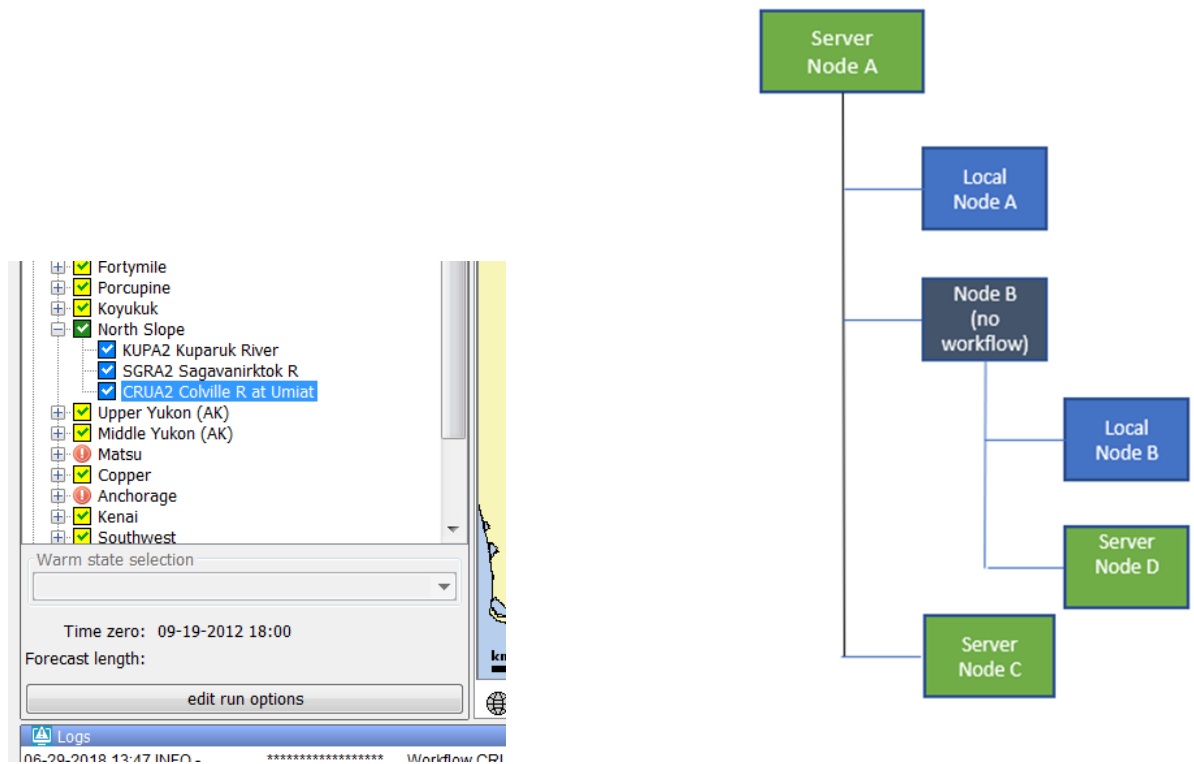 Fortymile
Porcupine
Koyukuk
North Slope
KUPA2 Kuparuk River
SGRA2 Sagavanirktok R
CRUA2 Colville R at Umiat
Upper Yukon (AK)
Middle Yukon (AK)
Matsu
Copper
Anchorage
Kenai
Southwest
Warm state selection
Time zero: 09-19-2012 18:00
Forecast length:
edit run options
km
Logs
06-29-2018 13:47 INFO - ****************** Workflow CRU
Server
Node A
Local
Node A
Node B
(no
workflow)
Local
Node B
Server
Node D
Server
Node C